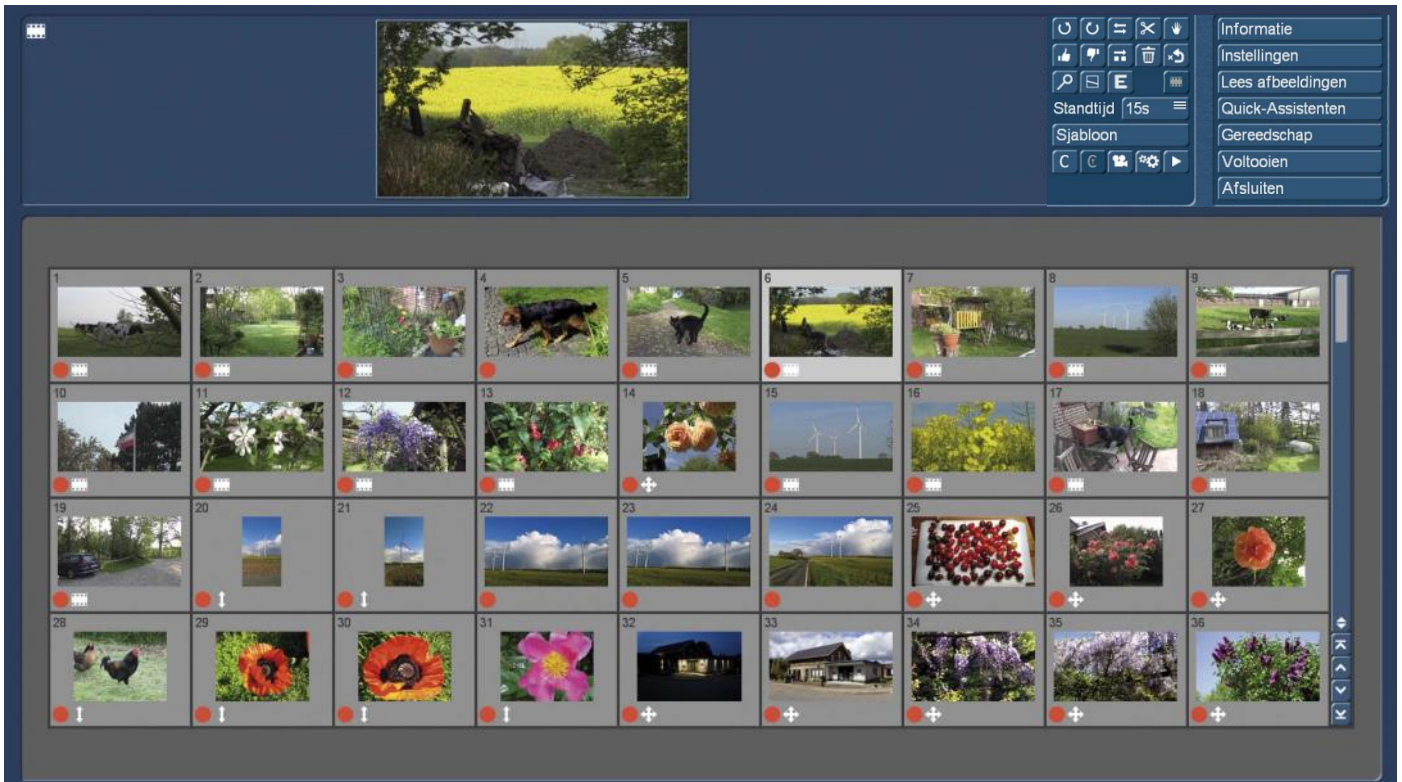 Informatie
Instellingen
Lees afbeeldingen
E
Standtijd 15s
Quick-Assistenten
Sjabloon
Gereedschap
C C
Voltooien
Afsluiten
1 2 3 4 5 6 7 8 9
10 11 12 13 14 15 16 17 18
19 20 21 22 23 24 25 26 27
28 29 30 31 32 33 34 35 36